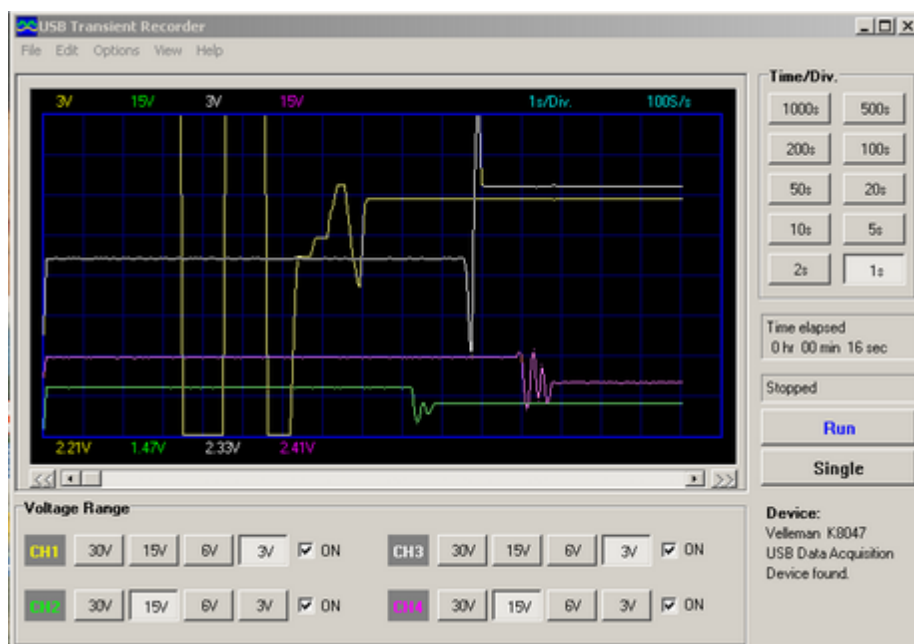 USB Transient Recorder
File Edit Options View Help
3V 15V 3V 15V 1s/Div. 100S/s
2.21V 1.47V 2.33V 2.41V
<< >>
Time/Div.
1000s 500s
200s 100s
50s 20s
10s 5s
2s 1s
Time elapsed
0 hr 00 min 16 sec
Stopped
Run
Single
Voltage Range
CH1 30V 15V 6V 3V ON
CH3 30V 15V 6V 3V ON
CH2 30V 15V 6V 3V ON
CH4 30V 15V 6V 3V ON
Device:
Velleman K8047
USB Data Acquisition
Device found.